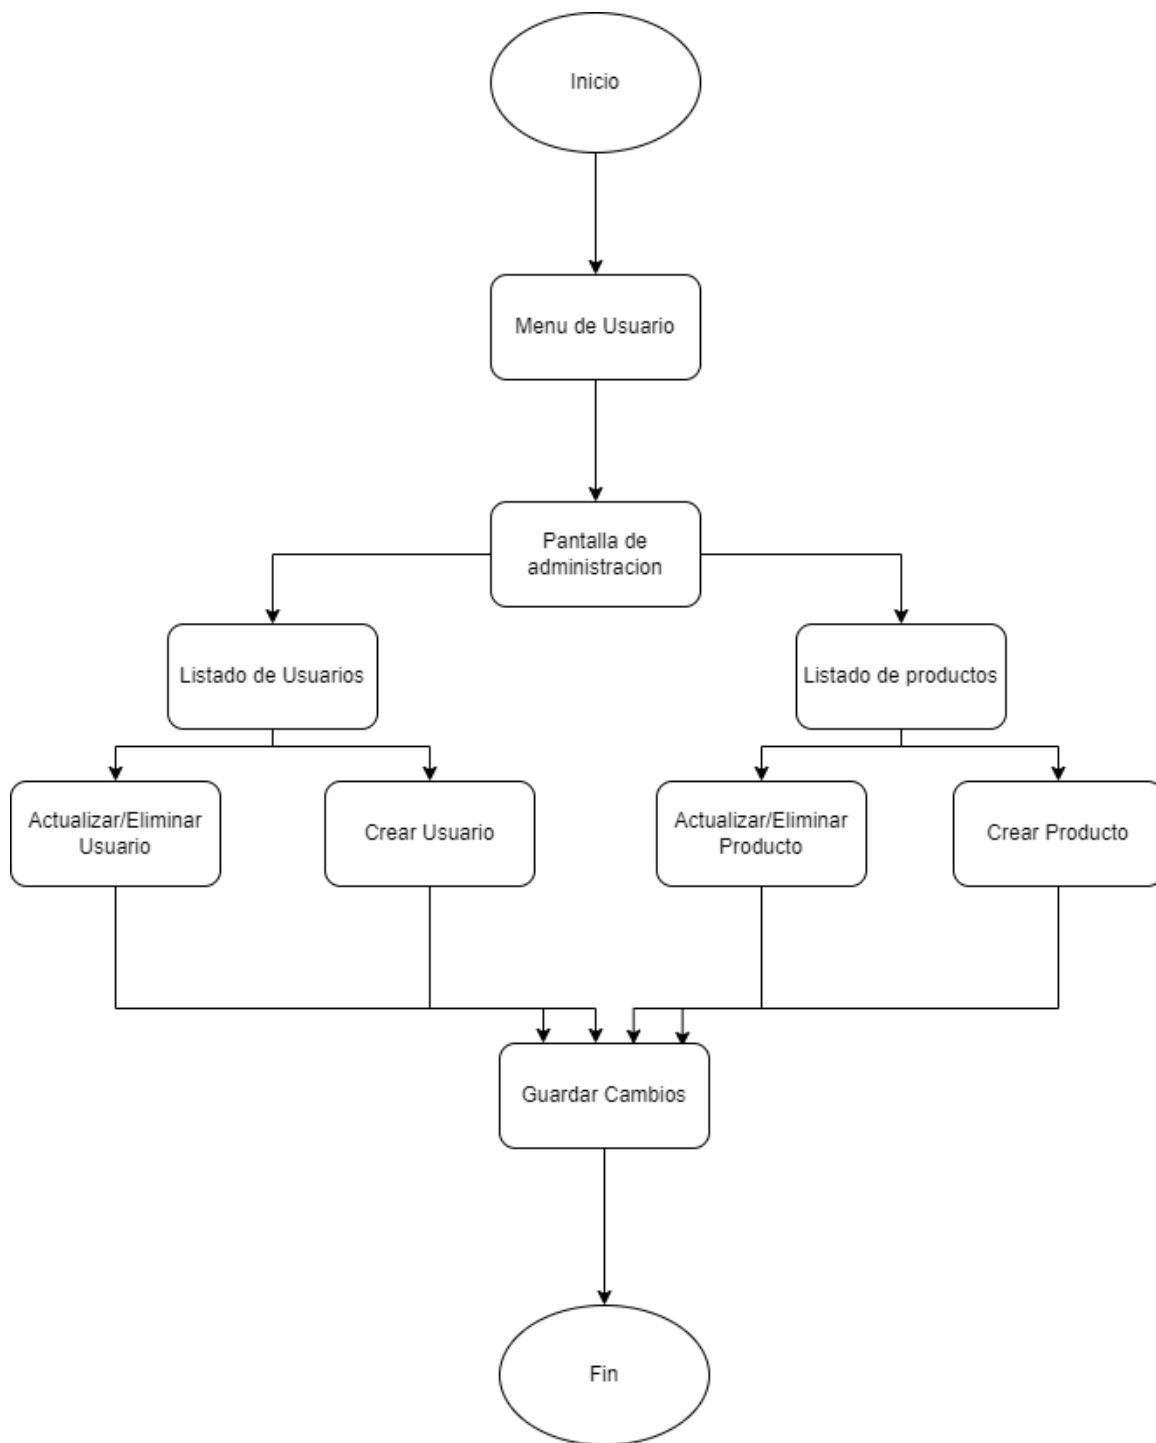 Inicio
Menu de Usuario
Pantalla de
administracion
Listado de Usuarios
Listado de productos
Actualizar/Eliminar
Usuario
Crear Usuario
Actualizar/Eliminar
Producto
Crear Producto
Guardar Cambios
Fin